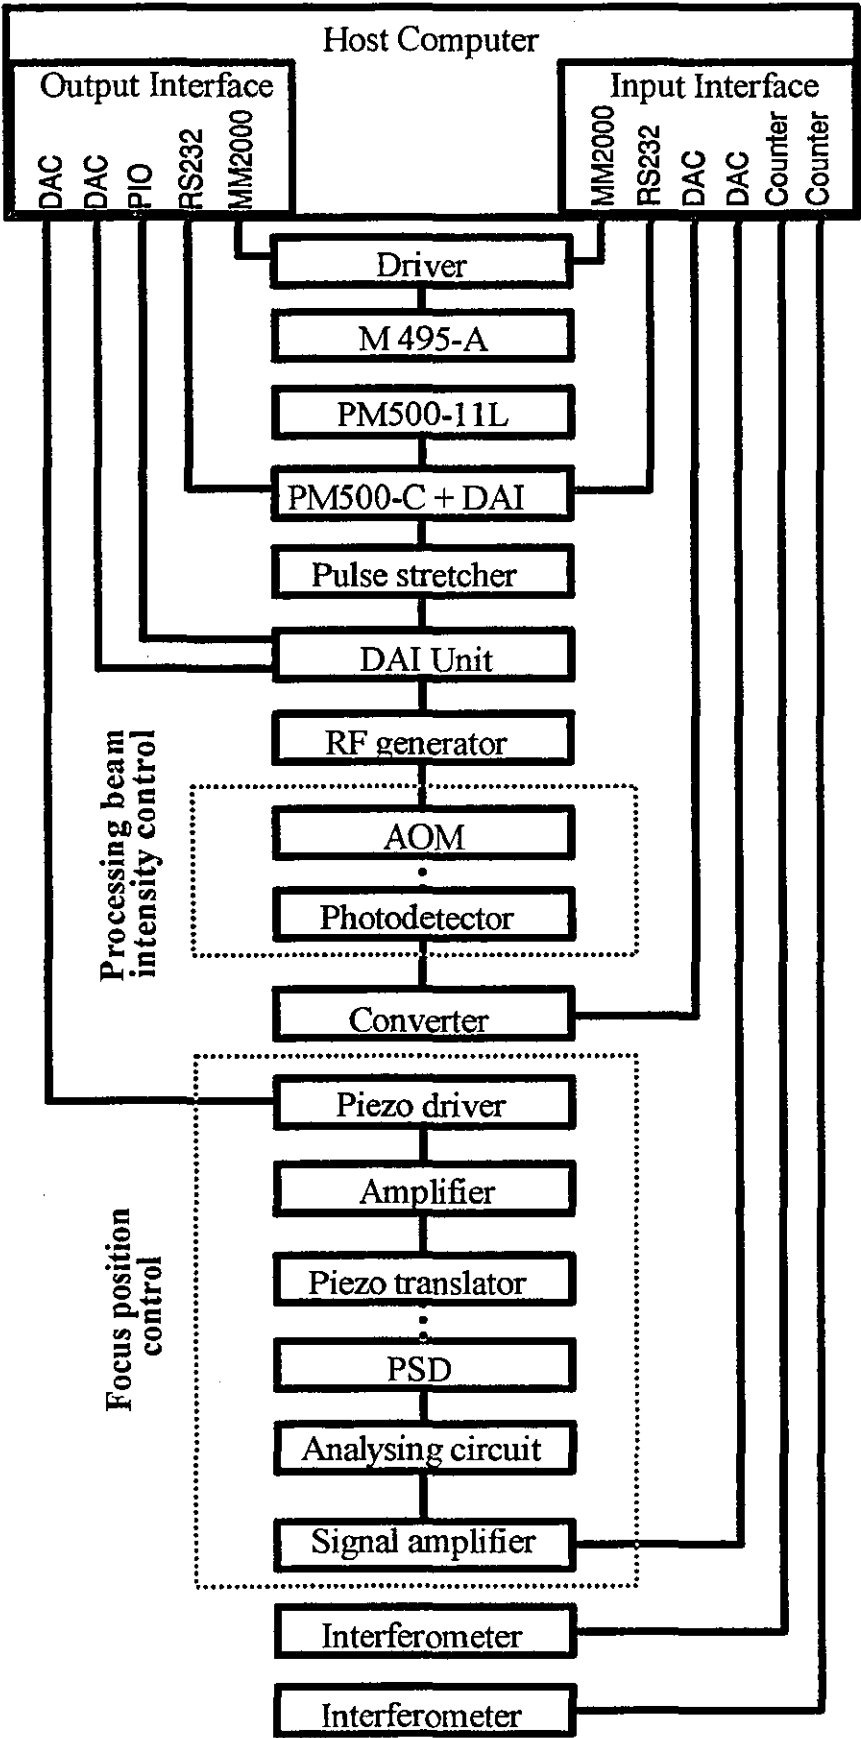 Host Computer
Output Interface
Input Interface
DAC
DAC
PIO
RS232
MM2000
MM2000
RS232
DAC
DAC
Counter
Counter
Driver
M 495-A
PM500-11L
PM500-C + DAI
Pulse stretcher
DAI Unit
RF generator
Processing beam
intensity control
AOM
Photodetector
Converter
Piezo driver
Amplifier
Focus position
control
Piezo translator
PSD
Analysing circuit
Signal amplifier
Interferometer
Interferometer